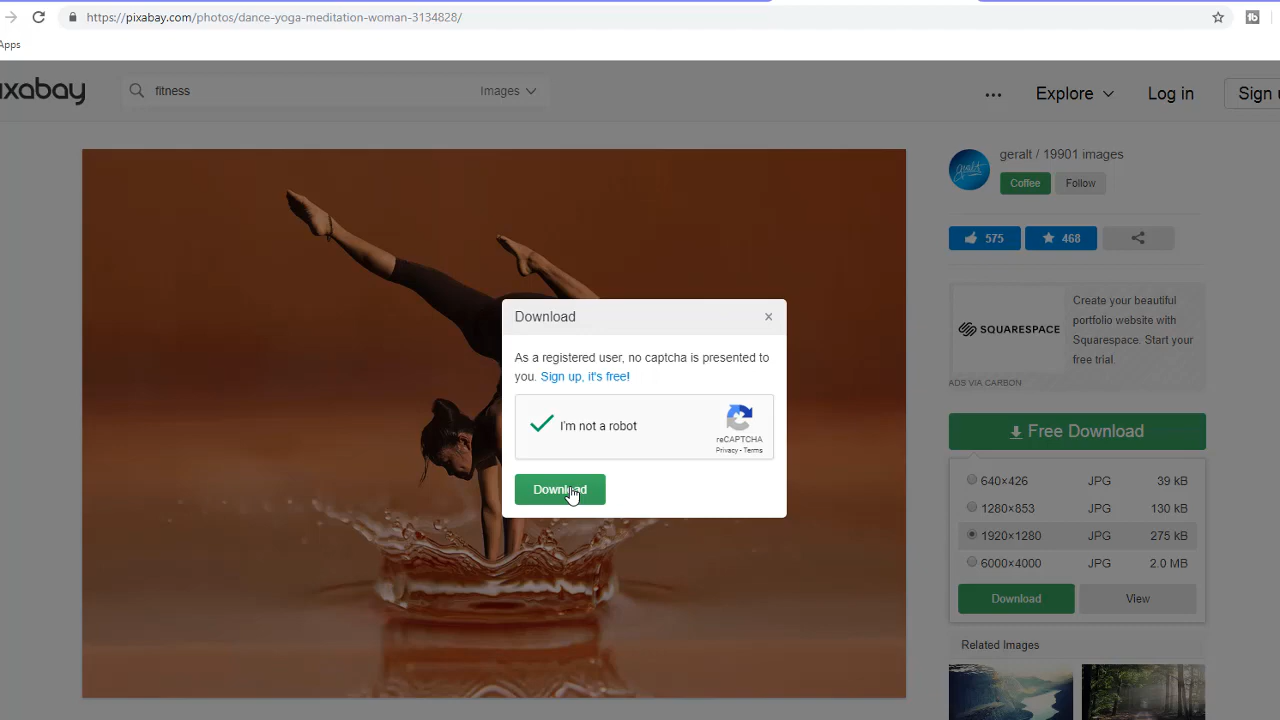 https://pixabay.com/photos/dance-yoga-meditation-woman-3134828/
Apps
ixabay
fitness
Images
Explore
Log in
Sign u
geralt / 19901 images
Coffee
Follow
575
468
SQUARESPACE
Create your beautiful
portfolio website with
Squarespace. Start your
free trial.
ADS VIA CARBON
Download
×
As a registered user, no captcha is presented to
you. Sign up, it's free!
I'm not a robot
reCAPTCHA
Privacy - Terms
Download
Free Download
640×426 JPG 39 kB
1280×853 JPG 130 kB
1920×1280 JPG 275 kB
6000×4000 JPG 2.0 MB
Download
View
Related Images